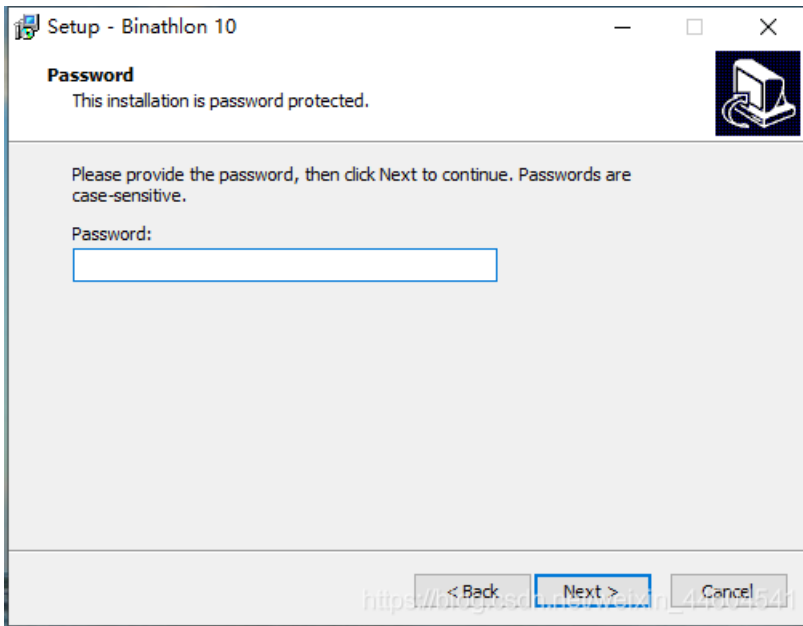 Setup - Binathlon 10
Password
This installation is password protected.
Please provide the password, then click Next to continue. Passwords are
case-sensitive.
Password:
< Back
Next >
Cancel